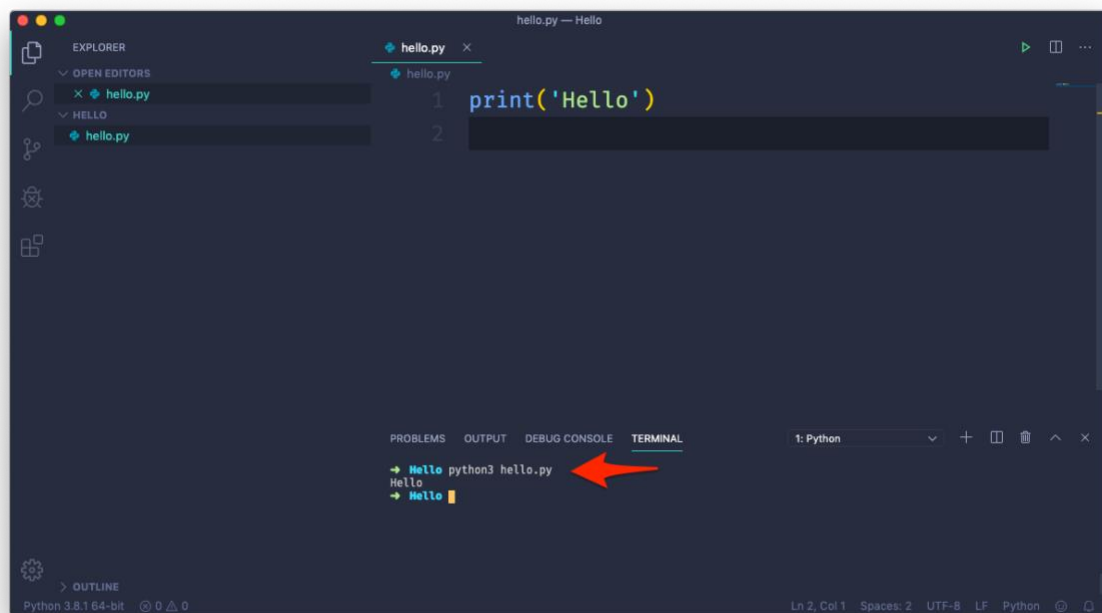 hello.py — Hello
EXPLORER
OPEN EDITORS
hello.py
HELLO
hello.py
hello.py
hello.py
1 print('Hello')
2
PROBLEMS OUTPUT DEBUG CONSOLE TERMINAL 1: Python
➜ Hello python3 hello.py
Hello
➜ Hello
OUTLINE
Python 3.8.1 64-bit 0 0 Ln 2, Col 1 Spaces: 2 UTF-8 LF Python